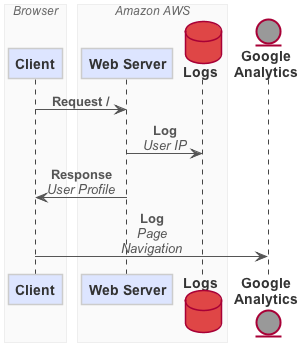 Browser
Amazon AWS
Client
Web Server
Logs
Google
Analytics
Request /
Log
User IP
Response
User Profile
Log
Page
Navigation
Client
Web Server
Logs
Google
Analytics